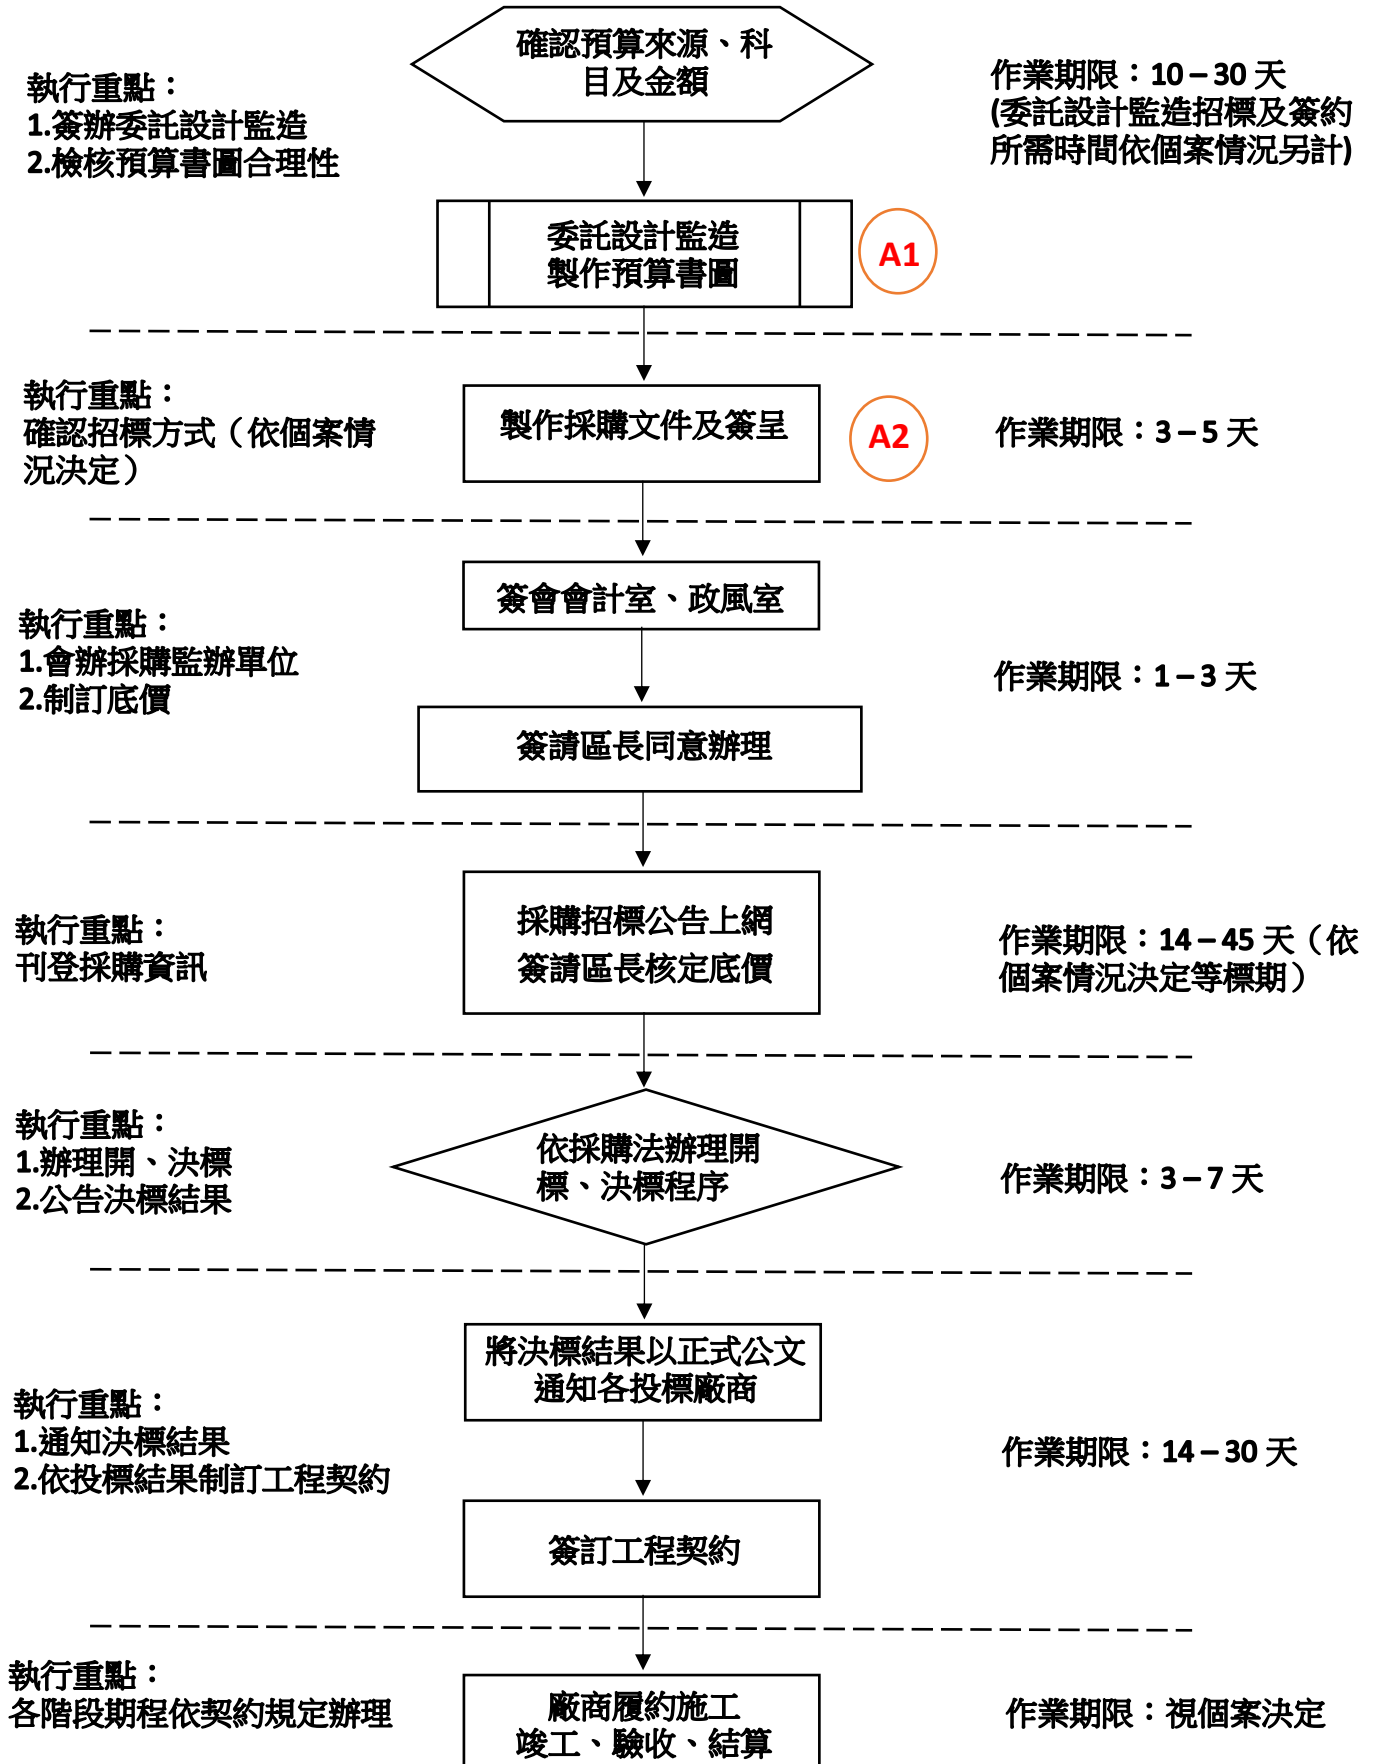 確認預算來源、科
目及金額
執行重點：
1.簽辦委託設計監造
2.檢核預算書圖合理性
作業期限：10－30 天
(委託設計監造招標及簽約
所需時間依個案情況另計)
委託設計監造
製作預算書圖
A1
執行重點：
確認招標方式（依個案情
況決定）
製作採購文件及簽呈
A2
作業期限：3－5 天
簽會會計室、政風室
執行重點：
1.會辦採購監辦單位
2.制訂底價
作業期限：1－3 天
簽請區長同意辦理
採購招標公告上網
簽請區長核定底價
執行重點：
刊登採購資訊
作業期限：14－45 天（依
個案情況決定等標期）
執行重點：
1.辦理開、決標
2.公告決標結果
依採購法辦理開
標、決標程序
作業期限：3－7 天
將決標結果以正式公文
通知各投標廠商
執行重點：
1.通知決標結果
2.依投標結果制訂工程契約
作業期限：14－30 天
簽訂工程契約
執行重點：
各階段期程依契約規定辦理
廠商履約施工
竣工、驗收、結算
作業期限：視個案決定